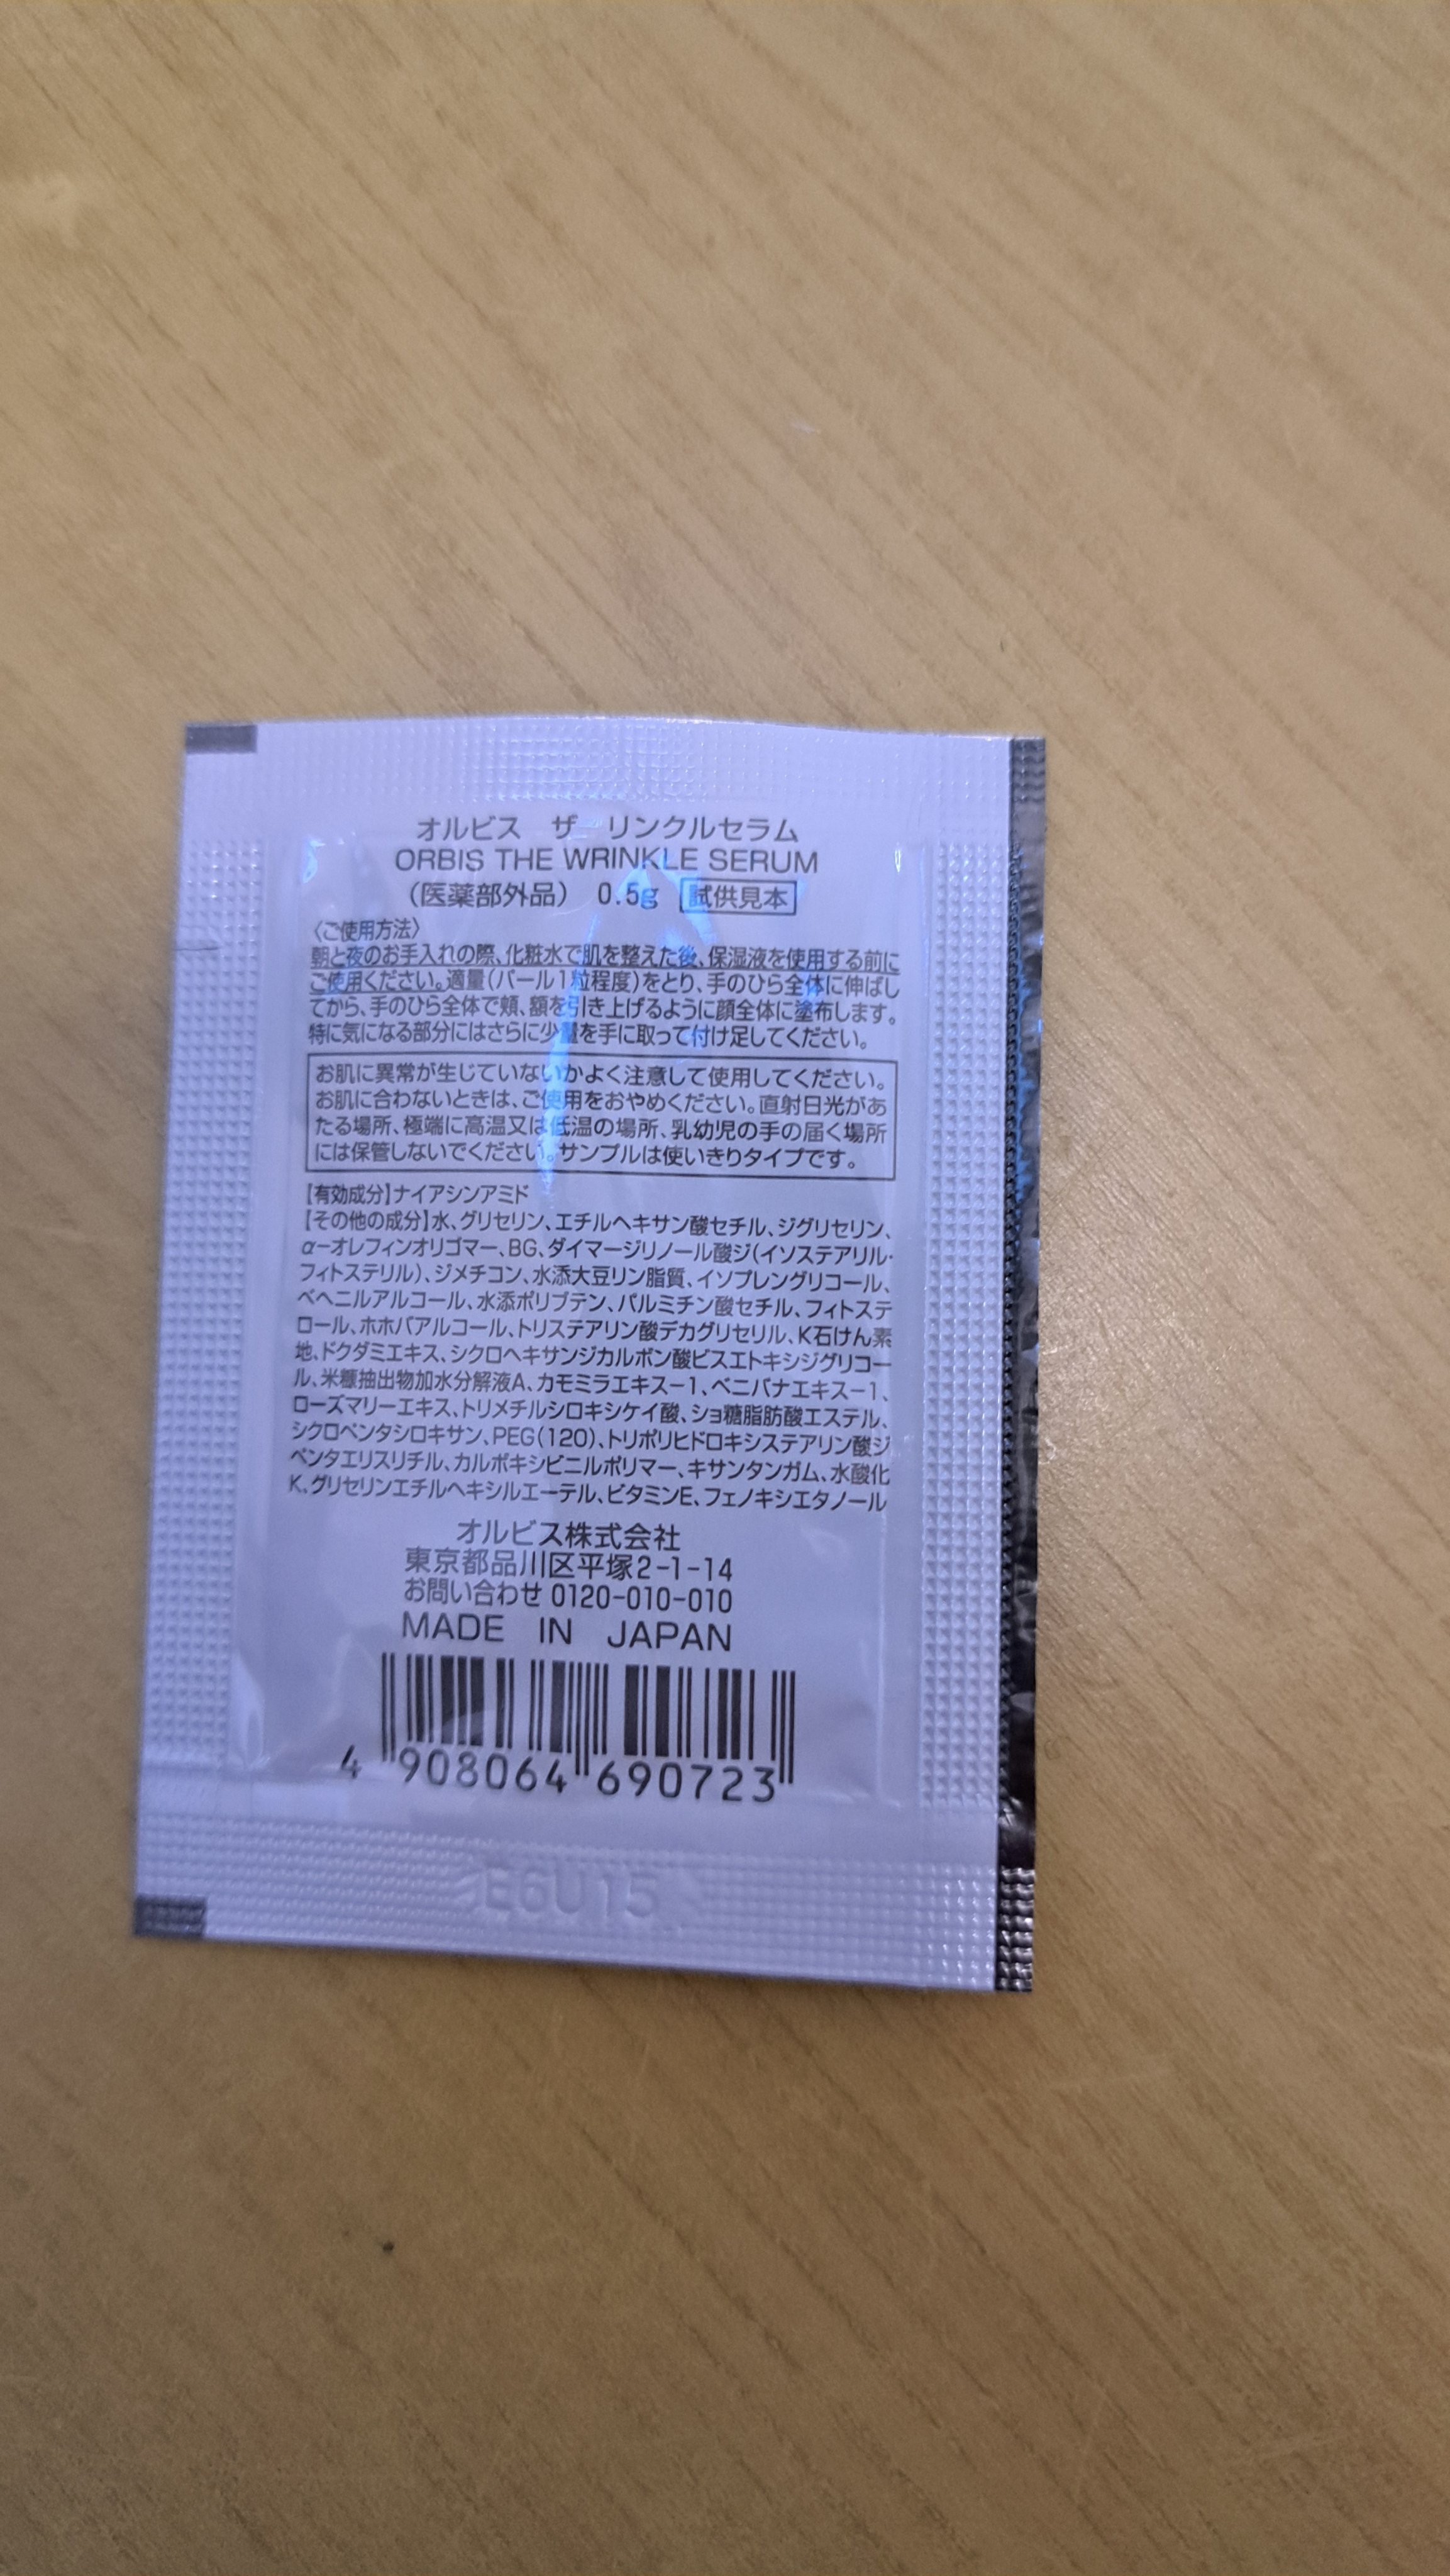 オルビス ザ リンクルセラム
ORBIS THE WRINKLE SERUM
(医薬部外品) 0.5g 試供見本
〈ご使用方法〉
朝と夜のお手入れの際、化粧水で肌を整えた後、保湿液を使用する前に
ご使用ください。適量(パール1粒程度)をとり、手のひら全体に伸ばし
てから、手のひら全体で頬、額を引き上げるように顔全体に塗布します。
特に気になる部分にはさらに少量を手に取って付け足してください。
お肌に異常が生じていないかよく注意して使用してください。
お肌に合わないときは、ご使用をおやめください。直射日光があ
たる場所、極端に高温又は低温の場所、乳幼児の手の届く場所
には保管しないでください。サンプルは使いきりタイプです。
【有効成分】ナイアシンアミド
【その他の成分】水、グリセリン、エチルヘキサン酸セチル、ジグリセリン、
α-オレフィンオリゴマー、BG、ダイマージリノール酸ジ(イソステアリル・
フィトステリル)、ジメチコン、水添大豆リン脂質、イソプレングリコール、
ベヘニルアルコール、水添ポリブテン、パルミチン酸セチル、フィトステ
ロール、ホホバアルコール、トリステアリン酸デカグリセリル、K石けん素
地、ドクダミエキス、シクロヘキサンジカルボン酸ビスエトキシジグリコー
ル、米糠抽出物加水分解液A、カモミラエキス-1、ベニバナエキス-1、
ローズマリーエキス、トリメチルシロキシケイ酸、ショ糖脂肪酸エステル、
シクロペンタシロキサン、PEG(120)、トリポリヒドロキシステアリン酸ジ
ペンタエリスリチル、カルボキシビニルポリマー、キサンタンガム、水酸化
K、グリセリンエチルヘキシルエーテル、ビタミンE、フェノキシエタノール
オルビス株式会社
東京都品川区平塚2-1-14
お問い合わせ 0120-010-010
MADE IN JAPAN
4 908064 690723
E6U15